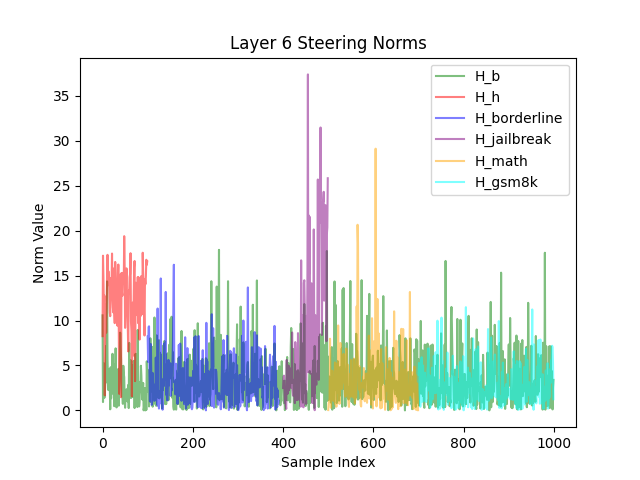 Layer 6 Steering Norms
H_b
H_h
H_borderline
H_jailbreak
H_math
H_gsm8k
35
30
25
20
15
10
5
0
Norm Value
0 200 400 600 800 1000
Sample Index